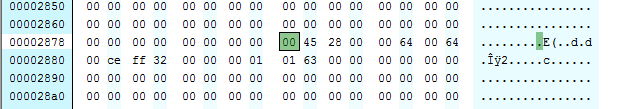 00002850 00 00 00 00 00 00 00 00 00 00 00 00 00 00 00 00 ................
00002860 00 00 00 00 00 00 00 00 00 00 00 00 00 00 00 00 ................
00002878 00 00 00 00 00 00 00 00 00 45 28 00 00 64 00 64 .........E(..d.d
00002880 00 ce ff 32 00 00 00 01 01 63 00 00 00 00 00 00 .Îÿ2.....c......
00002890 00 00 00 00 00 00 00 00 00 00 00 00 00 00 00 00 ................
000028a0 00 00 00 00 00 00 00 00 00 00 00 00 00 00 00 00 ................